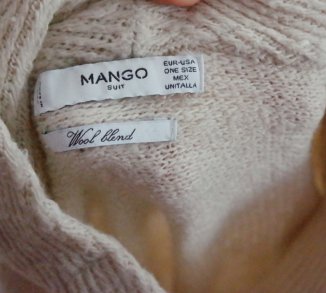 MANGO
SUIT
EUR-USA
ONE SIZE
MEX
UNITALLA
Wool blend